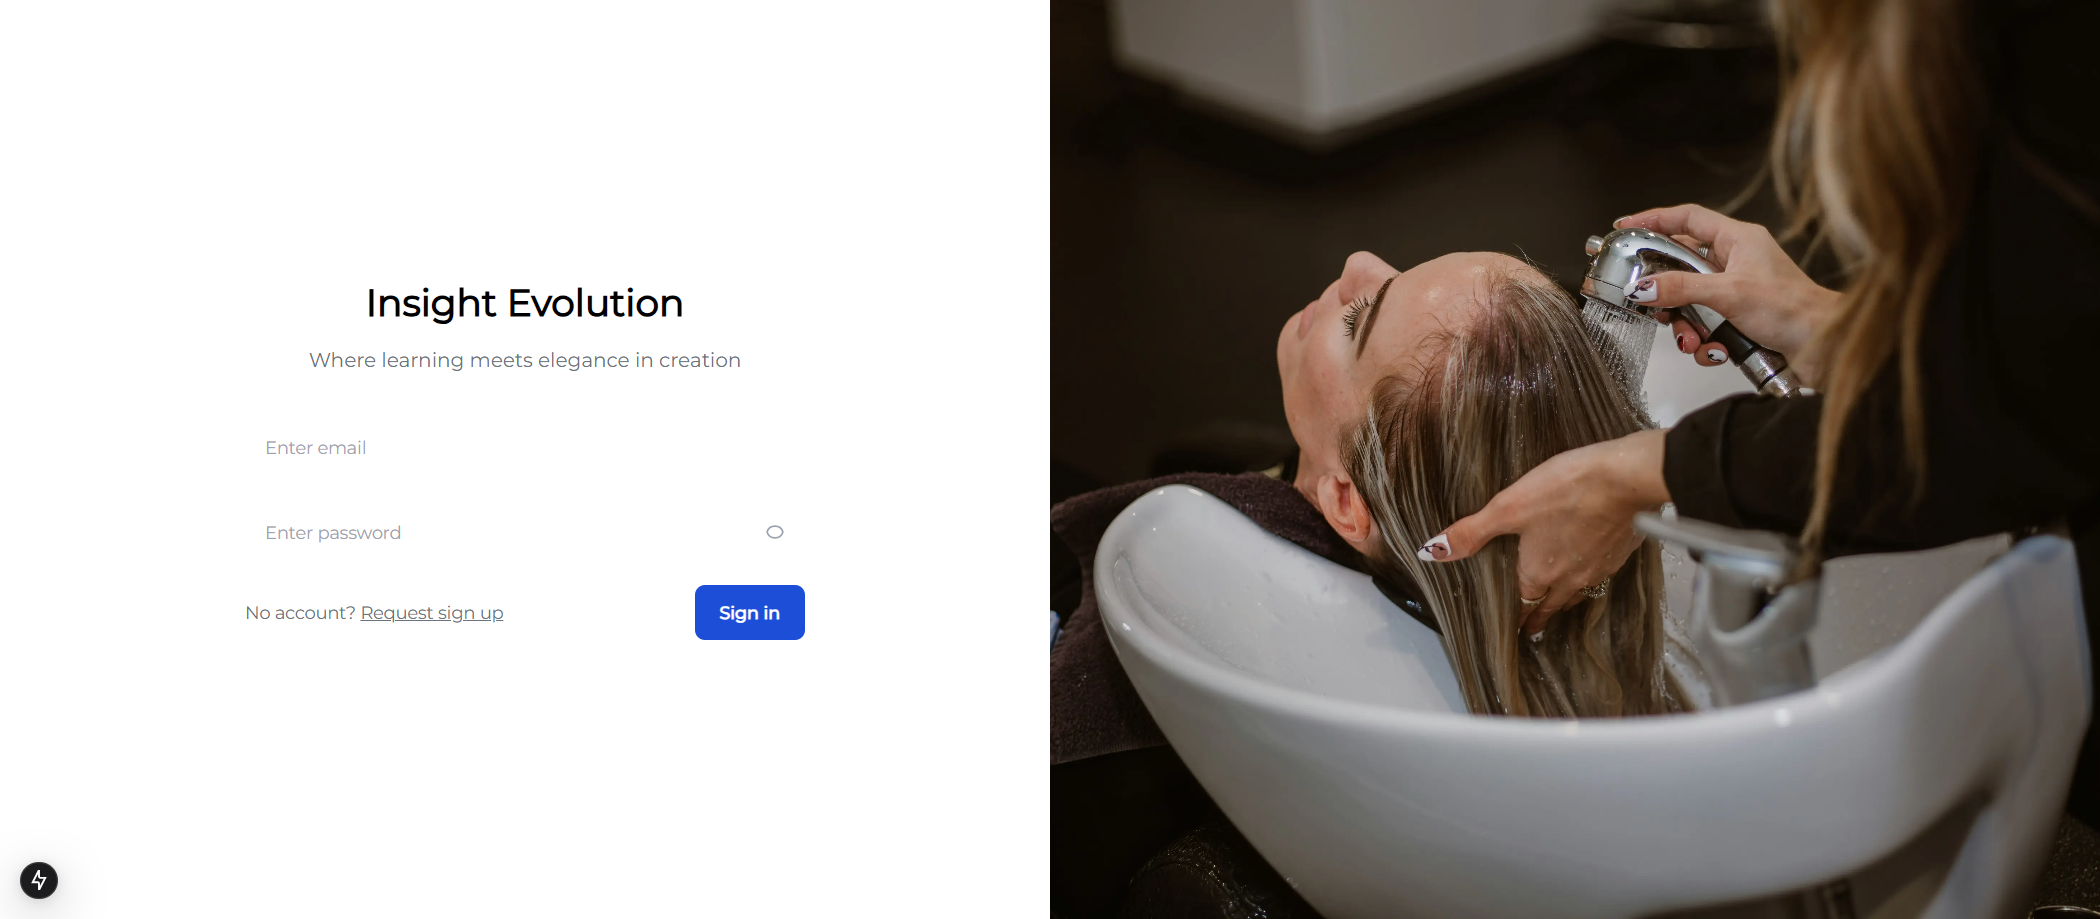 Insight Evolution
Where learning meets elegance in creation
Enter email
Enter password
No account? Request sign up
Sign in